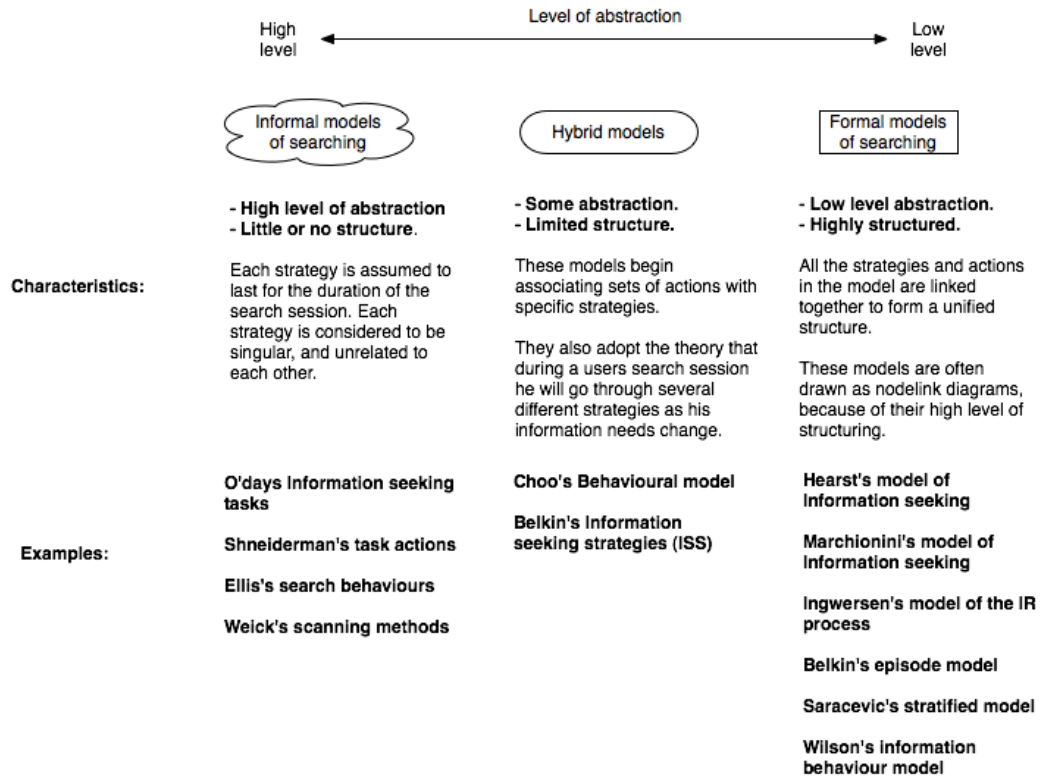 Level of abstraction
High
level
Low
level
Informal models
of searching
Hybrid models
Formal models
of searching
Characteristics:
- High level of abstraction
- Little or no structure.
Each strategy is assumed to
last for the duration of the
search session. Each
strategy is considered to be
singular, and unrelated to
each other.
- Some abstraction.
- Limited structure.
These models begin
associating sets of actions with
specific strategies.
They also adopt the theory that
during a users search session
he will go through several
different strategies as his
information needs change.
- Low level abstraction.
- Highly structured.
All the strategies and actions
in the model are linked
together to form a unified
structure.
These models are often
drawn as nodelink diagrams,
because of their high level of
structuring.
Examples:
O'days Information seeking
tasks
Shneiderman's task actions
Ellis's search behaviours
Weick's scanning methods
Choo's Behavioural model
Belkin's Information
seeking strategies (ISS)
Hearst's model of
Information seeking
Marchionini's model of
Information seeking
Ingwersen's model of the IR
process
Belkin's episode model
Saracevic's stratified model
Wilson's information
behaviour model